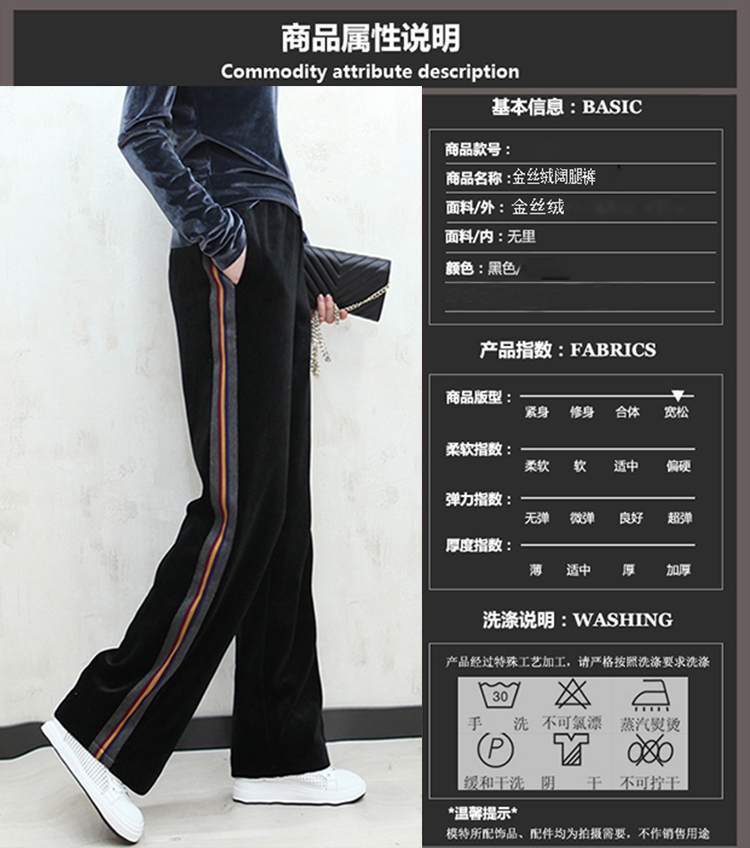 商品属性说明
Commodity attribute description
基本信息：BASIC
商品款号：
商品名称：金丝绒阔腿裤
面料/外：金丝绒
面料/内：无里
颜色：黑色/
产品指数：FABRICS
商品版型：
紧身 修身 合体 宽松
柔软指数：
柔软 软 适中 偏硬
弹力指数：
无弹 微弹 良好 超弹
厚度指数：
薄 适中 厚 加厚
洗涤说明：WASHING
产品经过特殊工艺加工，请严格按照洗涤要求洗涤
30
手 洗 不可氯漂 蒸汽熨烫
P
缓和干洗 阴 干 不可拧干
*温馨提示*
模特所配饰品、配件均为拍摄需要，不作销售用途